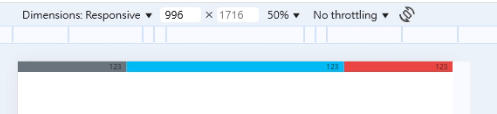 Dimensions: Responsive ▼ 996 × 1716 50% ▼ No throttling ▼
123 123 123